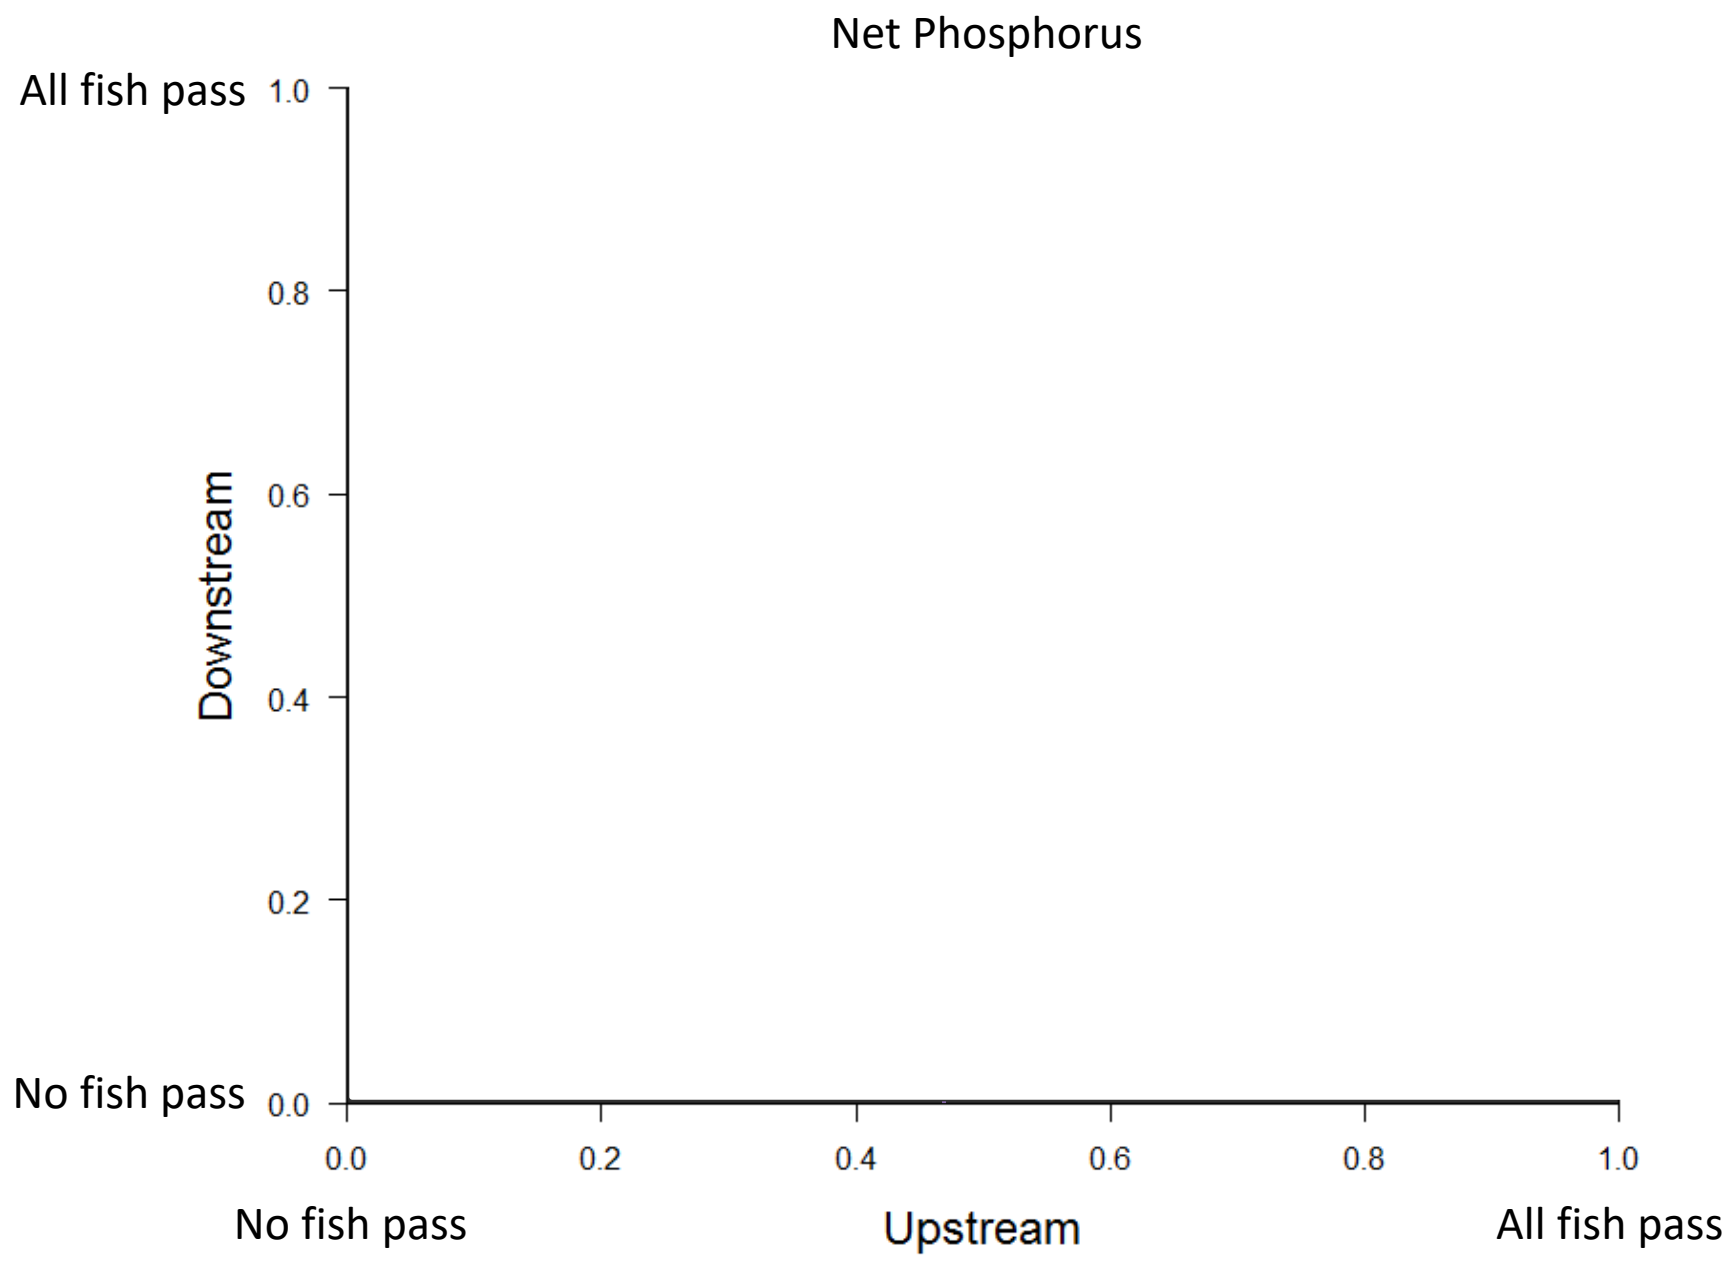 Net Phosphorus
All fish pass 1.0
0.8
0.6
Downstream
0.4
0.2
No fish pass 0.0
0.0 0.2 0.4 0.6 0.8 1.0
No fish pass Upstream All fish pass